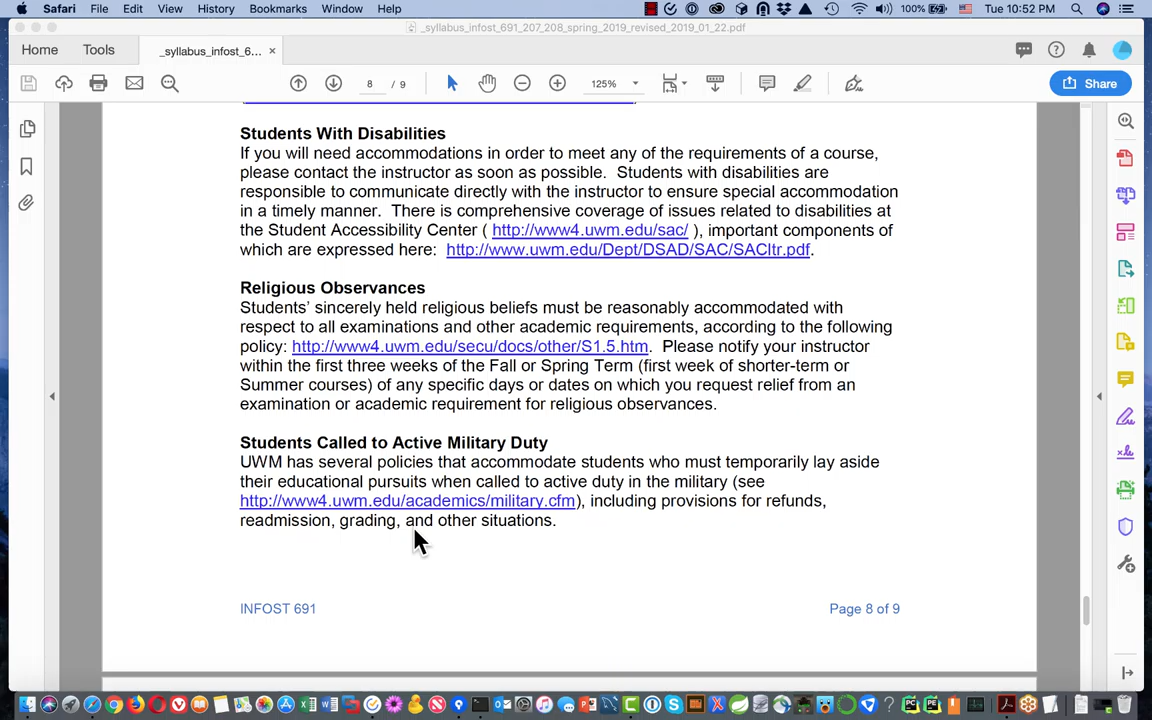 Safari File Edit View History Bookmarks Window Help 100% Tue 10:52 PM
_syllabus_infost_691_207_208_spring_2019_revised_2019_01_22.pdf
Home Tools _syllabus_infost_6... ×
8 / 9 125% Share
Students With Disabilities
If you will need accommodations in order to meet any of the requirements of a course,
please contact the instructor as soon as possible. Students with disabilities are
responsible to communicate directly with the instructor to ensure special accommodation
in a timely manner. There is comprehensive coverage of issues related to disabilities at
the Student Accessibility Center ( http://www4.uwm.edu/sac/ ), important components of
which are expressed here: http://www.uwm.edu/Dept/DSAD/SAC/SACltr.pdf.
Religious Observances
Students’ sincerely held religious beliefs must be reasonably accommodated with
respect to all examinations and other academic requirements, according to the following
policy: http://www4.uwm.edu/secu/docs/other/S1.5.htm. Please notify your instructor
within the first three weeks of the Fall or Spring Term (first week of shorter-term or
Summer courses) of any specific days or dates on which you request relief from an
examination or academic requirement for religious observances.
Students Called to Active Military Duty
UWM has several policies that accommodate students who must temporarily lay aside
their educational pursuits when called to active duty in the military (see
http://www4.uwm.edu/academics/military.cfm), including provisions for refunds,
readmission, grading, and other situations.
INFOST 691 Page 8 of 9